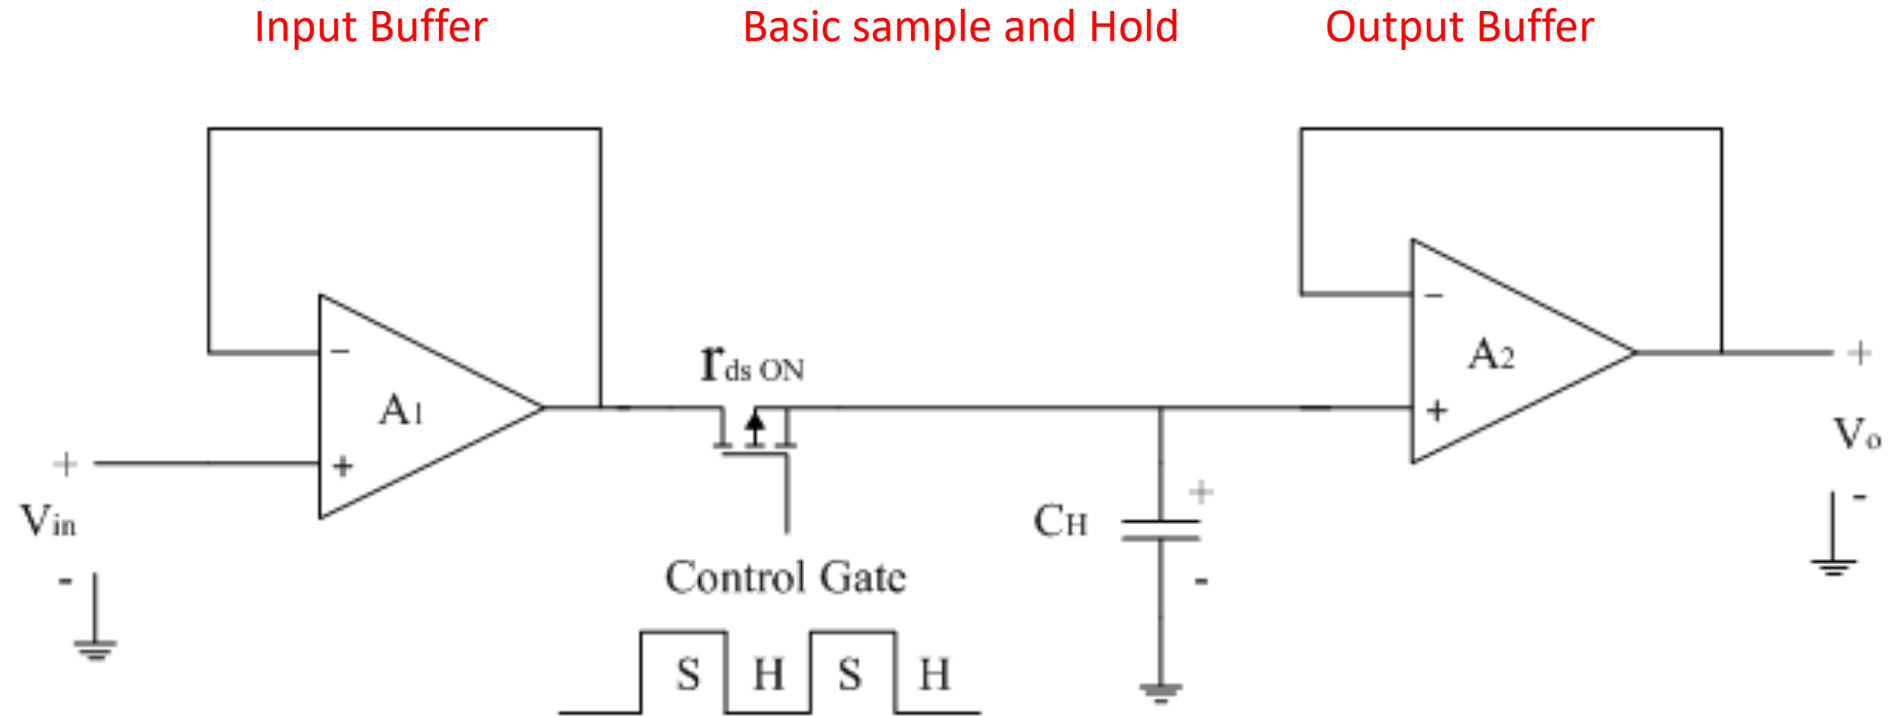 Input Buffer
Basic sample and Hold
Output Buffer
−
A1
+
+
Vin
-
rds ON
Control Gate
S H S H
CH
+
-
−
A2
+
+
Vo
-